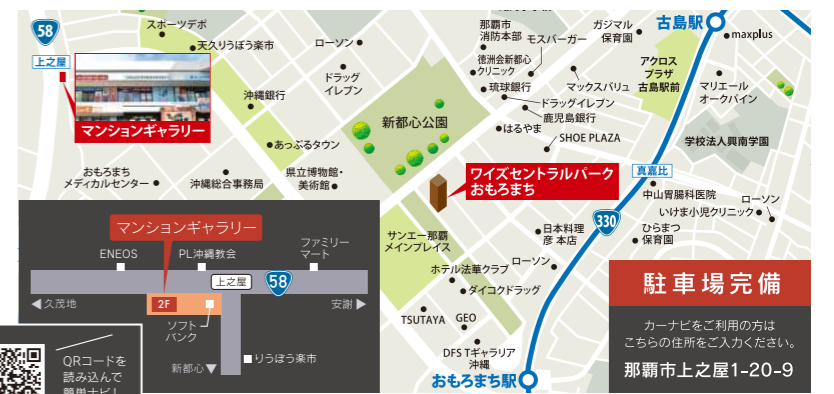 58
上之屋
スポーツデポ
天久りうぼう楽市
ローソン
ドラッグ
イレブン
沖縄銀行
マンションギャラリー
あっぷるタウン
おもろまち
メディカルセンター
沖縄総合事務局
県立博物館・
美術館
新都心公園
那覇市
消防本部
モスバーガー
ガジマル
保育園
古島駅
maxplus
徳洲会新都心
クリニック
琉球銀行
マックスバリュ
アクロス
プラザ
古島駅前
マリエール
オークパイン
ドラッグイレブン
鹿児島銀行
はるやま
SHOE PLAZA
学校法人興南学園
ワイズセントラルパーク
おもろまち
真嘉比
中山胃腸科医院
ローソン
いけま小児クリニック
ひらまつ
保育園
330
日本料理
彦 本店
サンエー那覇
メインプレイス
ローソン
ホテル法華クラブ
ダイコクドラッグ
TSUTAYA
GEO
DFS Tギャラリア
沖縄
おもろまち駅
マンションギャラリー
ENEOS
PL沖縄教会
ファミリー
マート
上之屋
58
久茂地
2F
安謝
ソフト
バンク
りうぼう楽市
新都心
QRコードを
読み込んで
簡単ナビ!
駐車場完備
カーナビをご利用の方は
こちらの住所をご入力ください。
那覇市上之屋1-20-9